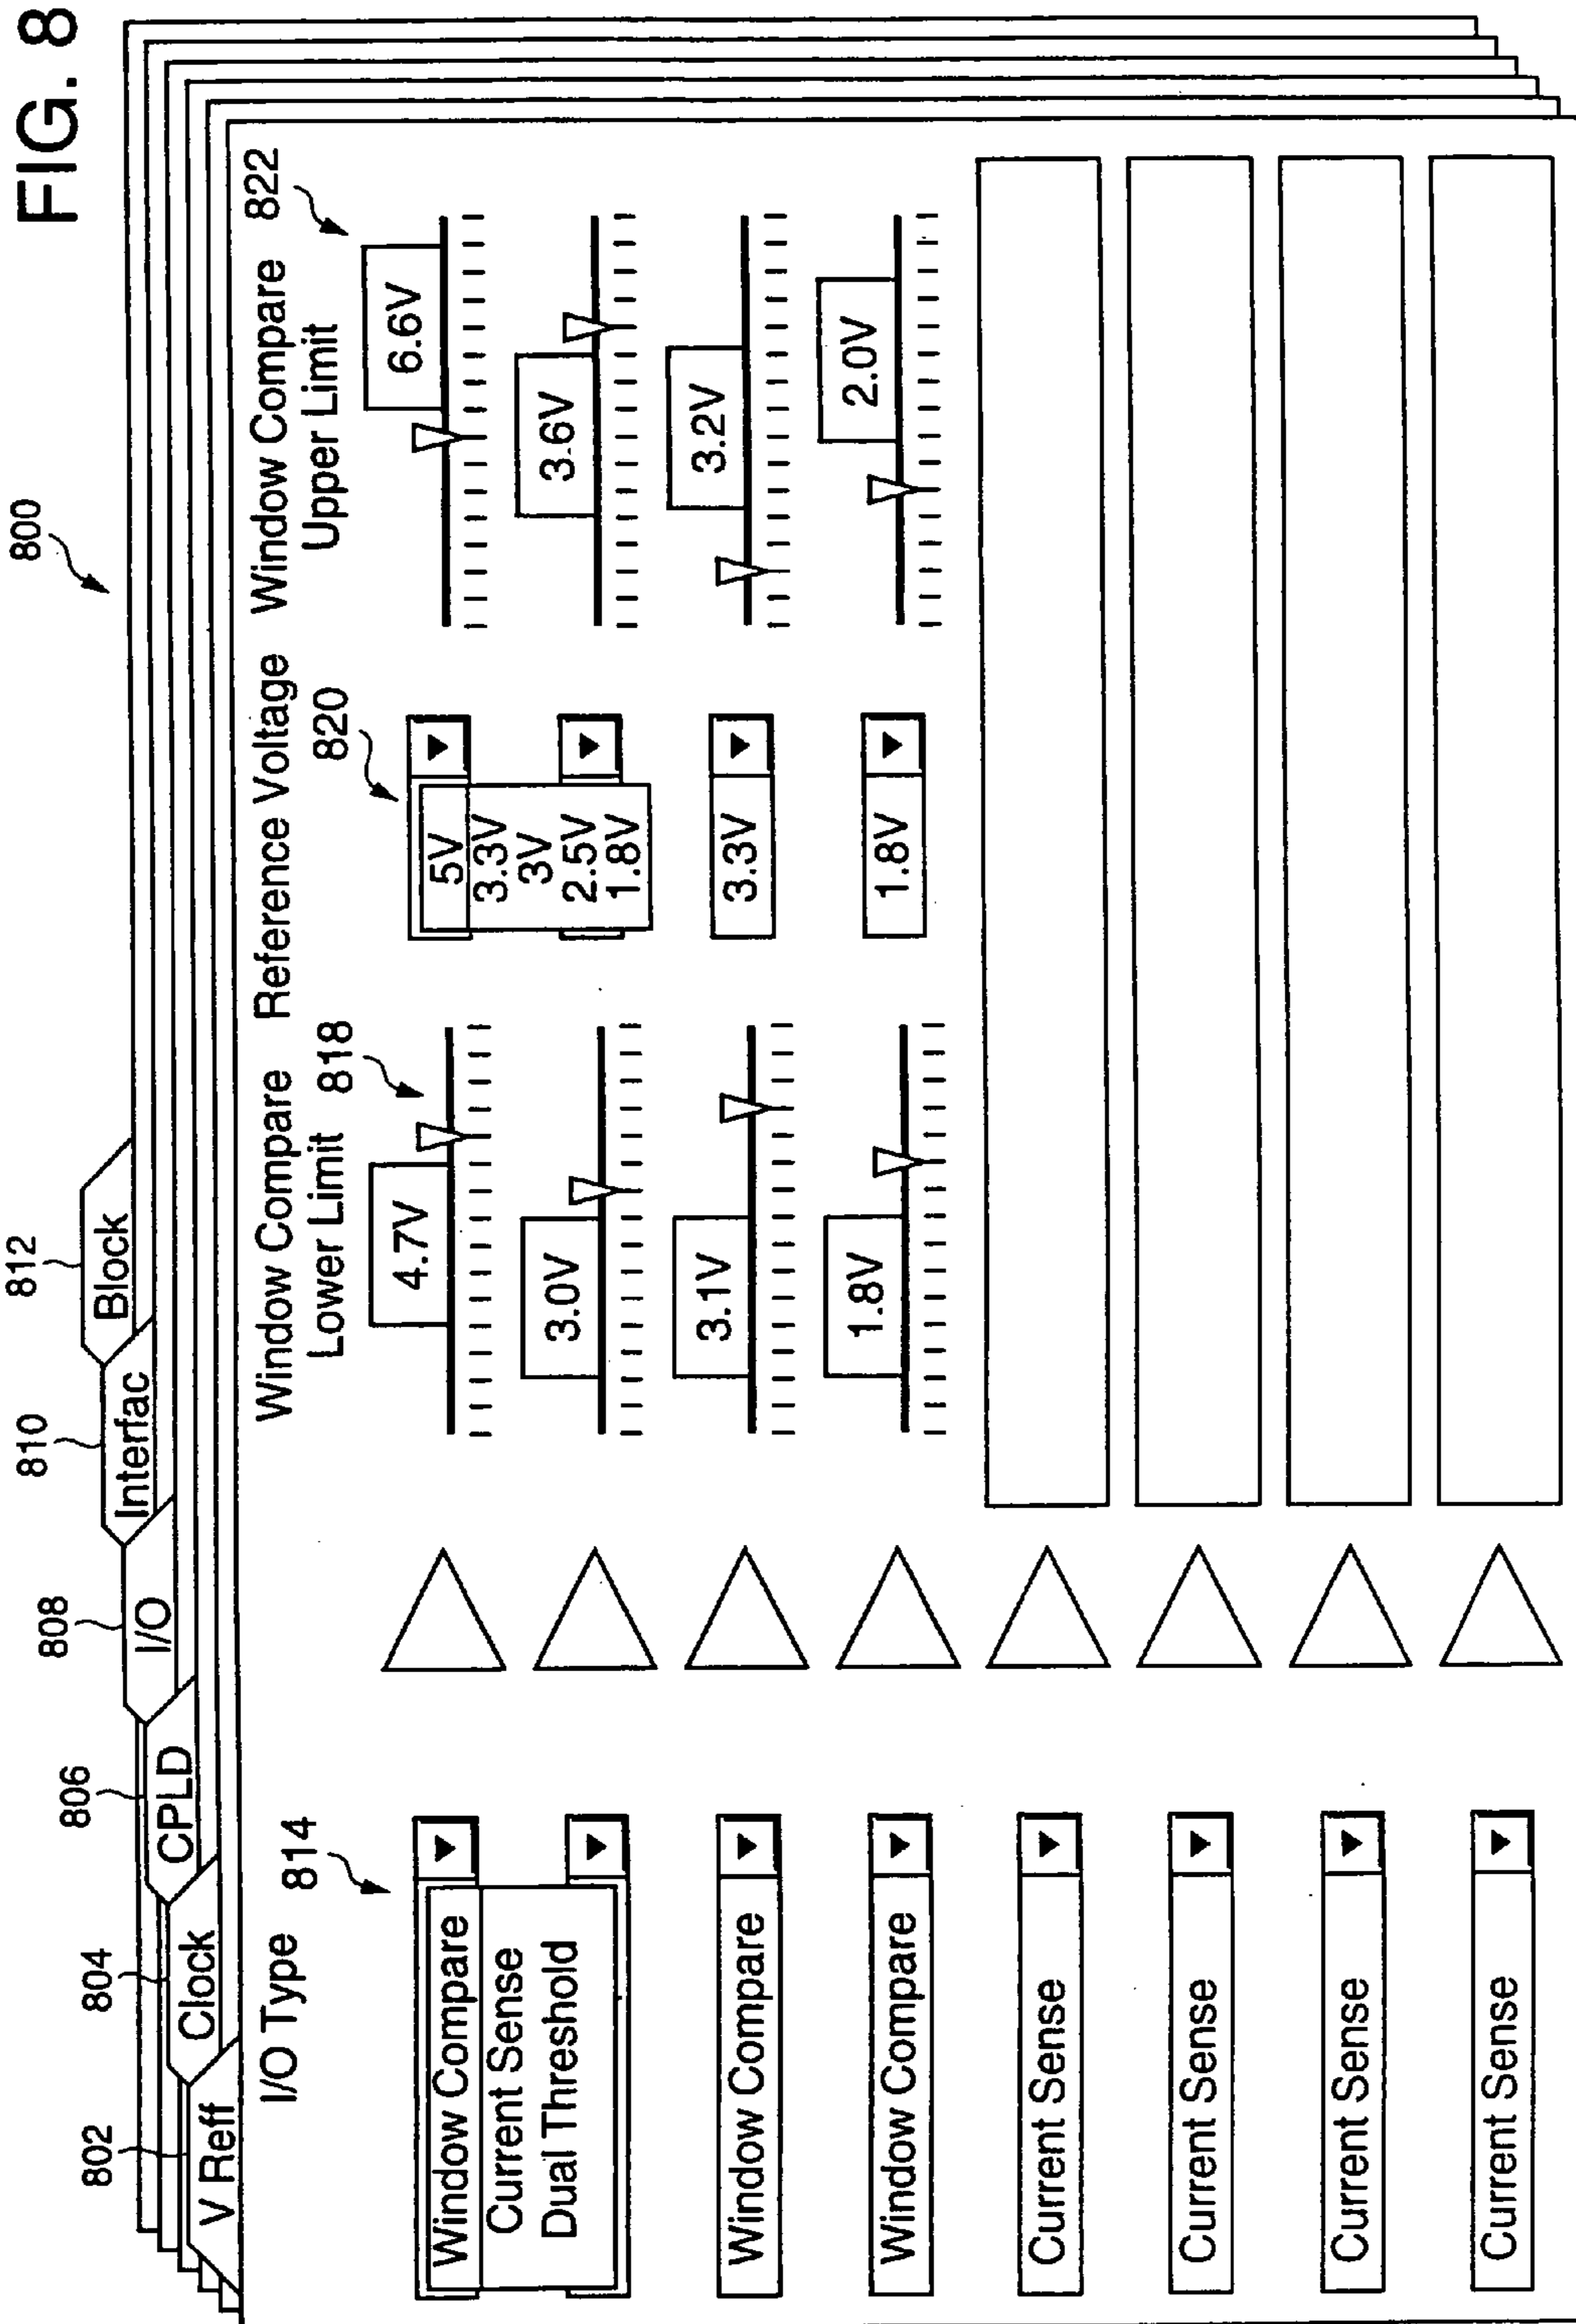 FIG. 8
800
802
804
806
808
810
812
V Reff
Clock
CPLD
I/O
Interfac
Block
I/O Type
814
Window Compare
Lower Limit
818
Reference Voltage
820
Window Compare
Upper Limit
822
Window Compare
Current Sense
Dual Threshold
4.7V
5V
3.3V
3V
2.5V
1.8V
6.6V
3.0V
3.6V
Window Compare
3.1V
3.3V
3.2V
Window Compare
1.8V
1.8V
2.0V
Current Sense
Current Sense
Current Sense
Current Sense